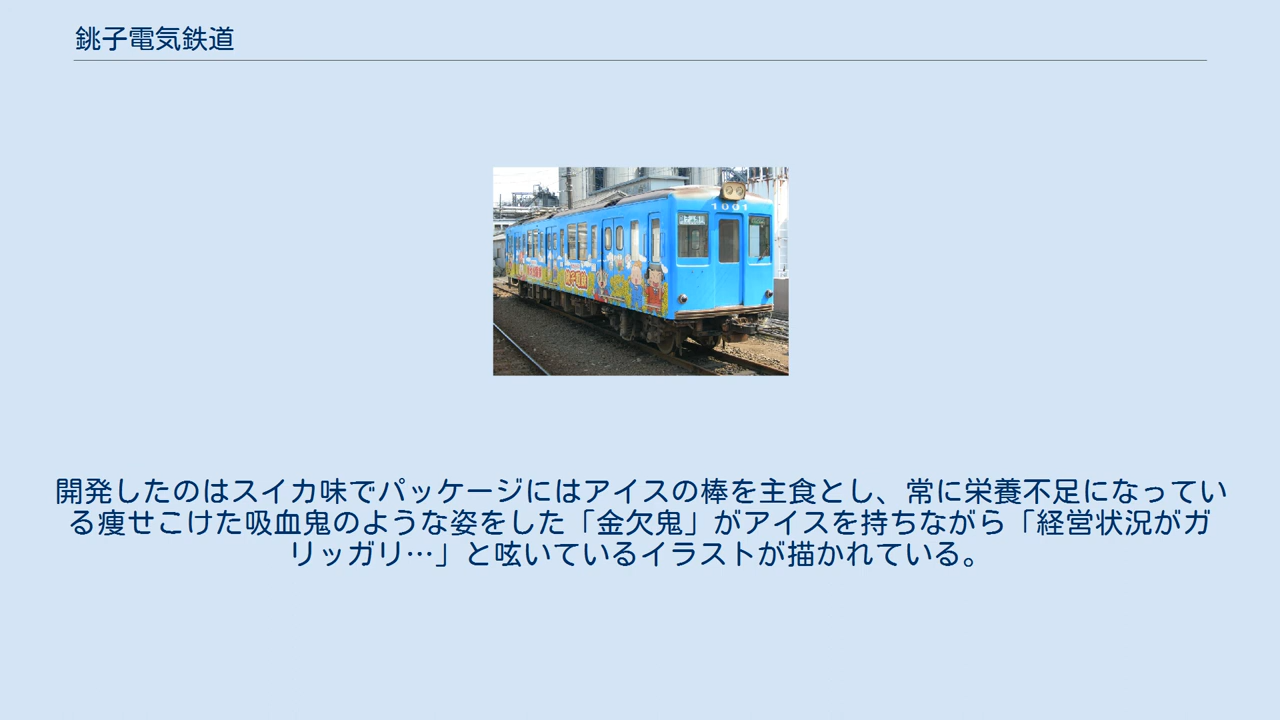 銚子電気鉄道
1001
開発したのはスイカ味でパッケージにはアイスの棒を主食とし、常に栄養不足になってい
る痩せこけた吸血鬼のような姿をした「金欠鬼」がアイスを持ちながら「経営状況がガ
リッガリ…」と呟いているイラストが描かれている。